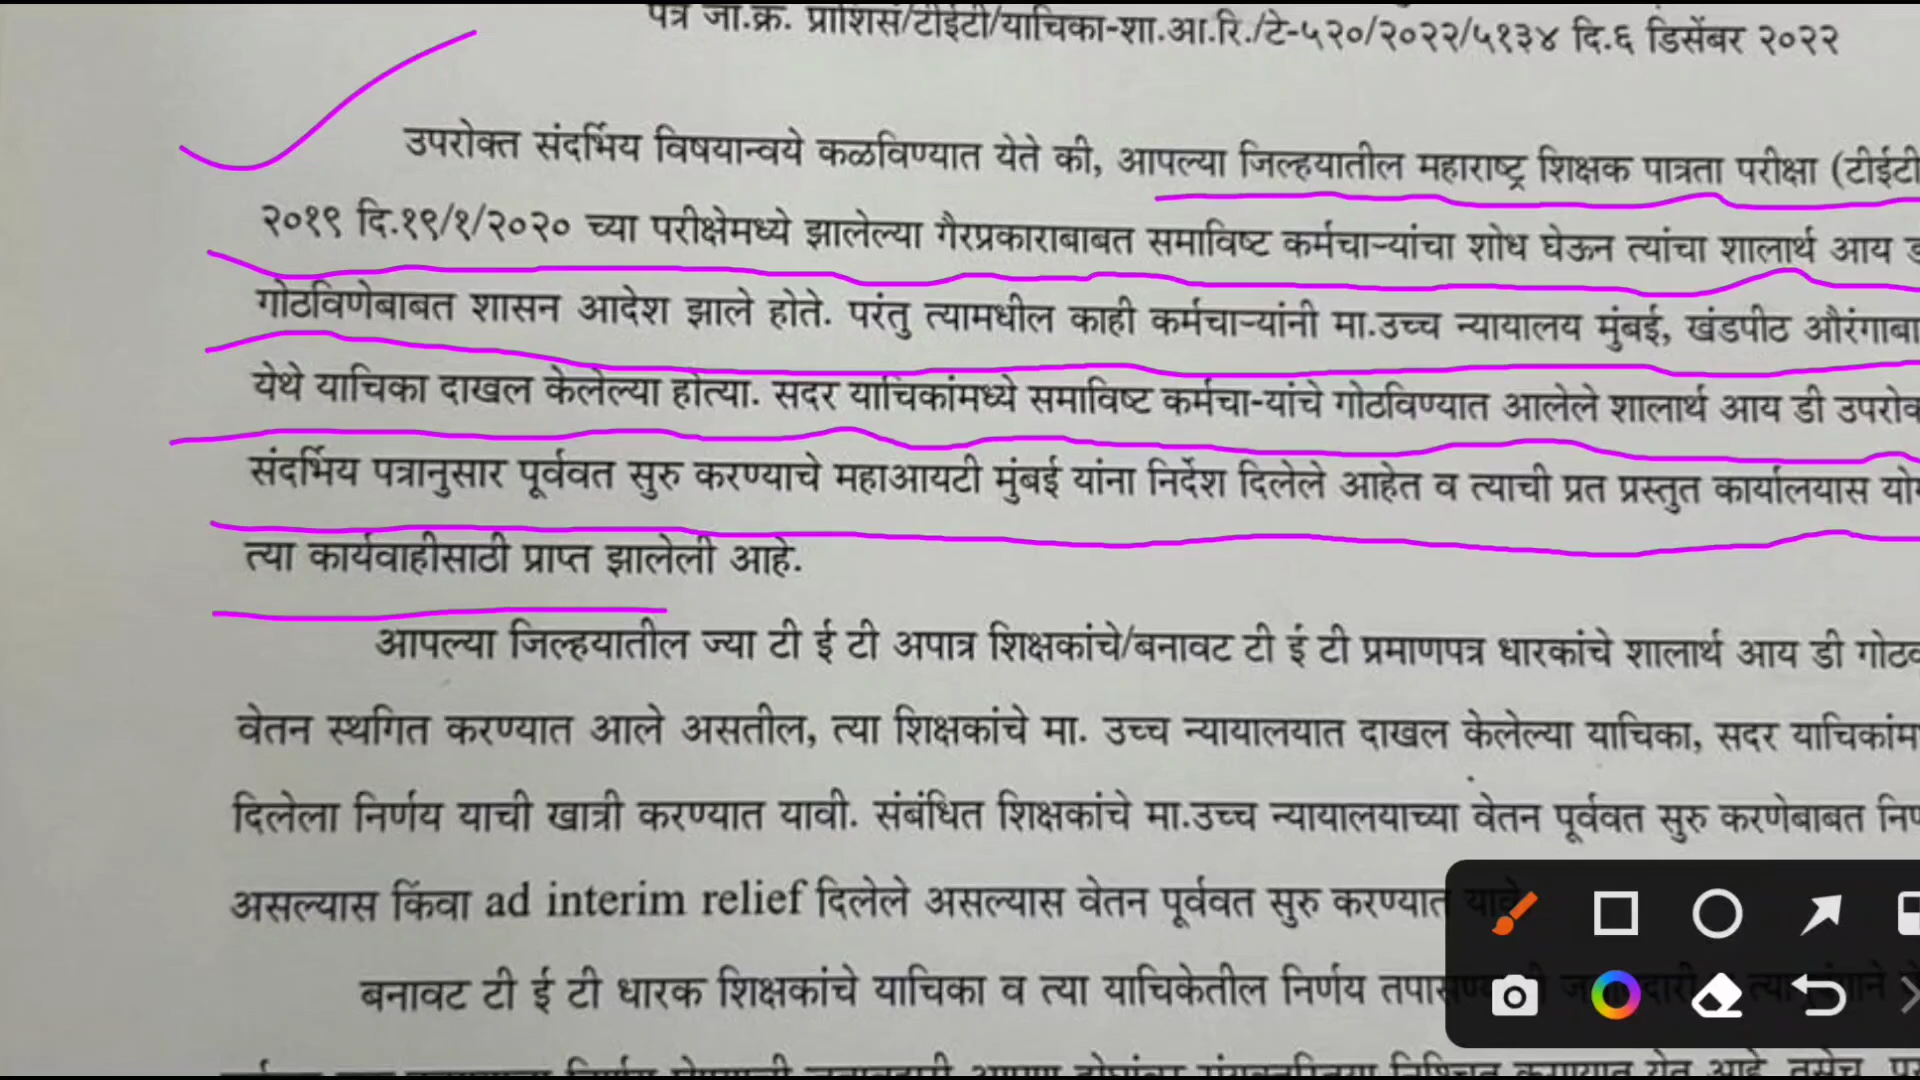 पत्र जा.क्र. प्राशिसं/टीईटी/याचिका-शा.आ.रि./टे-५२०/२०२२/५१३४ दि.६ डिसेंबर २०२२
उपरोक्त संदर्भिय विषयान्वये कळविण्यात येते की, आपल्या जिल्हयातील महाराष्ट्र शिक्षक पात्रता परीक्षा (टीईटी
२०१९ दि.१९/१/२०२० च्या परीक्षेमध्ये झालेल्या गैरप्रकाराबाबत समाविष्ट कर्मचाऱ्यांचा शोध घेऊन त्यांचा शालार्थ आय
गोठविणेबाबत शासन आदेश झाले होते. परंतु त्यामधील काही कर्मचाऱ्यांनी मा.उच्च न्यायालय मुंबई, खंडपीठ
येथे याचिका दाखल केलेल्या होत्या. सदर याचिकांमध्ये समाविष्ट कर्मचा-यांचे गोठविण्यात आलेले शालार्थ आय डी
संदर्भिय पत्रानुसार पूर्ववत सुरु करण्याचे महाआयटी मुंबई यांना निर्देश दिलेले आहेत व त्याची प्रत प्रस्तुत कार्यालयास
त्या कार्यवाहीसाठी प्राप्त झालेली आहे.
आपल्या जिल्हयातील ज्या टी ई टी अपात्र शिक्षकांचे/बनावट टी ई टी प्रमाणपत्र धारकांचे शालार्थ आय डी
वेतन स्थगित करण्यात आले असतील, त्या शिक्षकांचे मा. उच्च न्यायालयात दाखल केलेल्या याचिका, सदर
दिलेला निर्णय याची खात्री करण्यात यावी. संबंधित शिक्षकांचे मा.उच्च न्यायालयाच्या वेतन पूर्ववत सुरु करणेबाबत
असल्यास किंवा ad interim relief दिलेले असल्यास वेतन पूर्ववत सुरु करण्यात यावे
बनावट टी ई टी धारक शिक्षकांचे याचिका व त्या याचिकेतील निर्णय